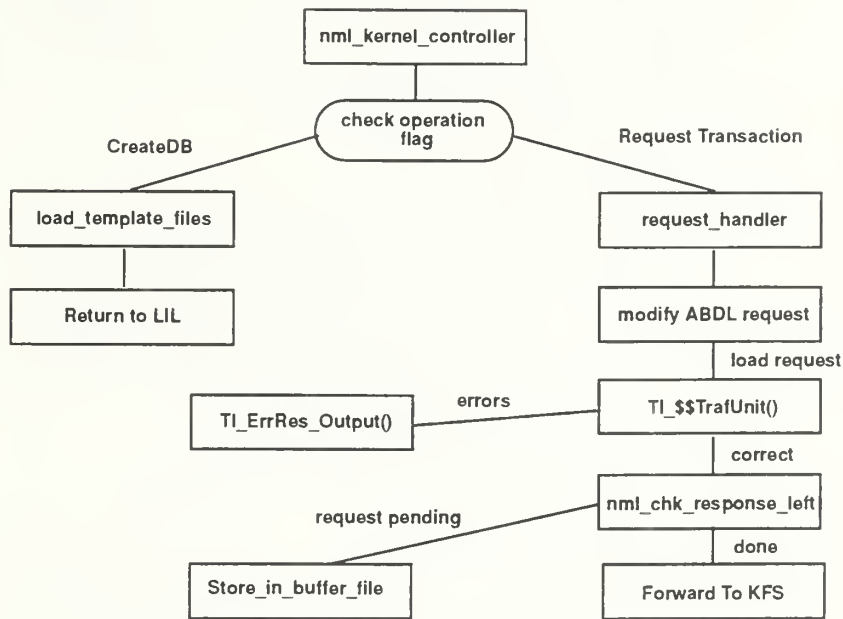 nml_kernel_controller
check operation
flag
CreateDB
Request Transaction
load_template_files
request_handler
Return to LIL
modify ABDL request
load request
errors
TI_ErrRes_Output()
TI_$$TrafUnit()
correct
nml_chk_response_left
request pending
done
Store_in_buffer_file
Forward To KFS